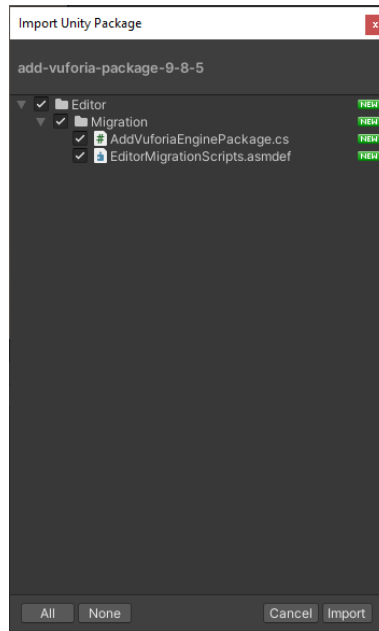 Import Unity Package
x
add-vuforia-package-9-8-5
Editor NEW
Migration NEW
AddVuforiaEnginePackage.cs NEW
EditorMigrationScripts.asmdef NEW
All None Cancel Import